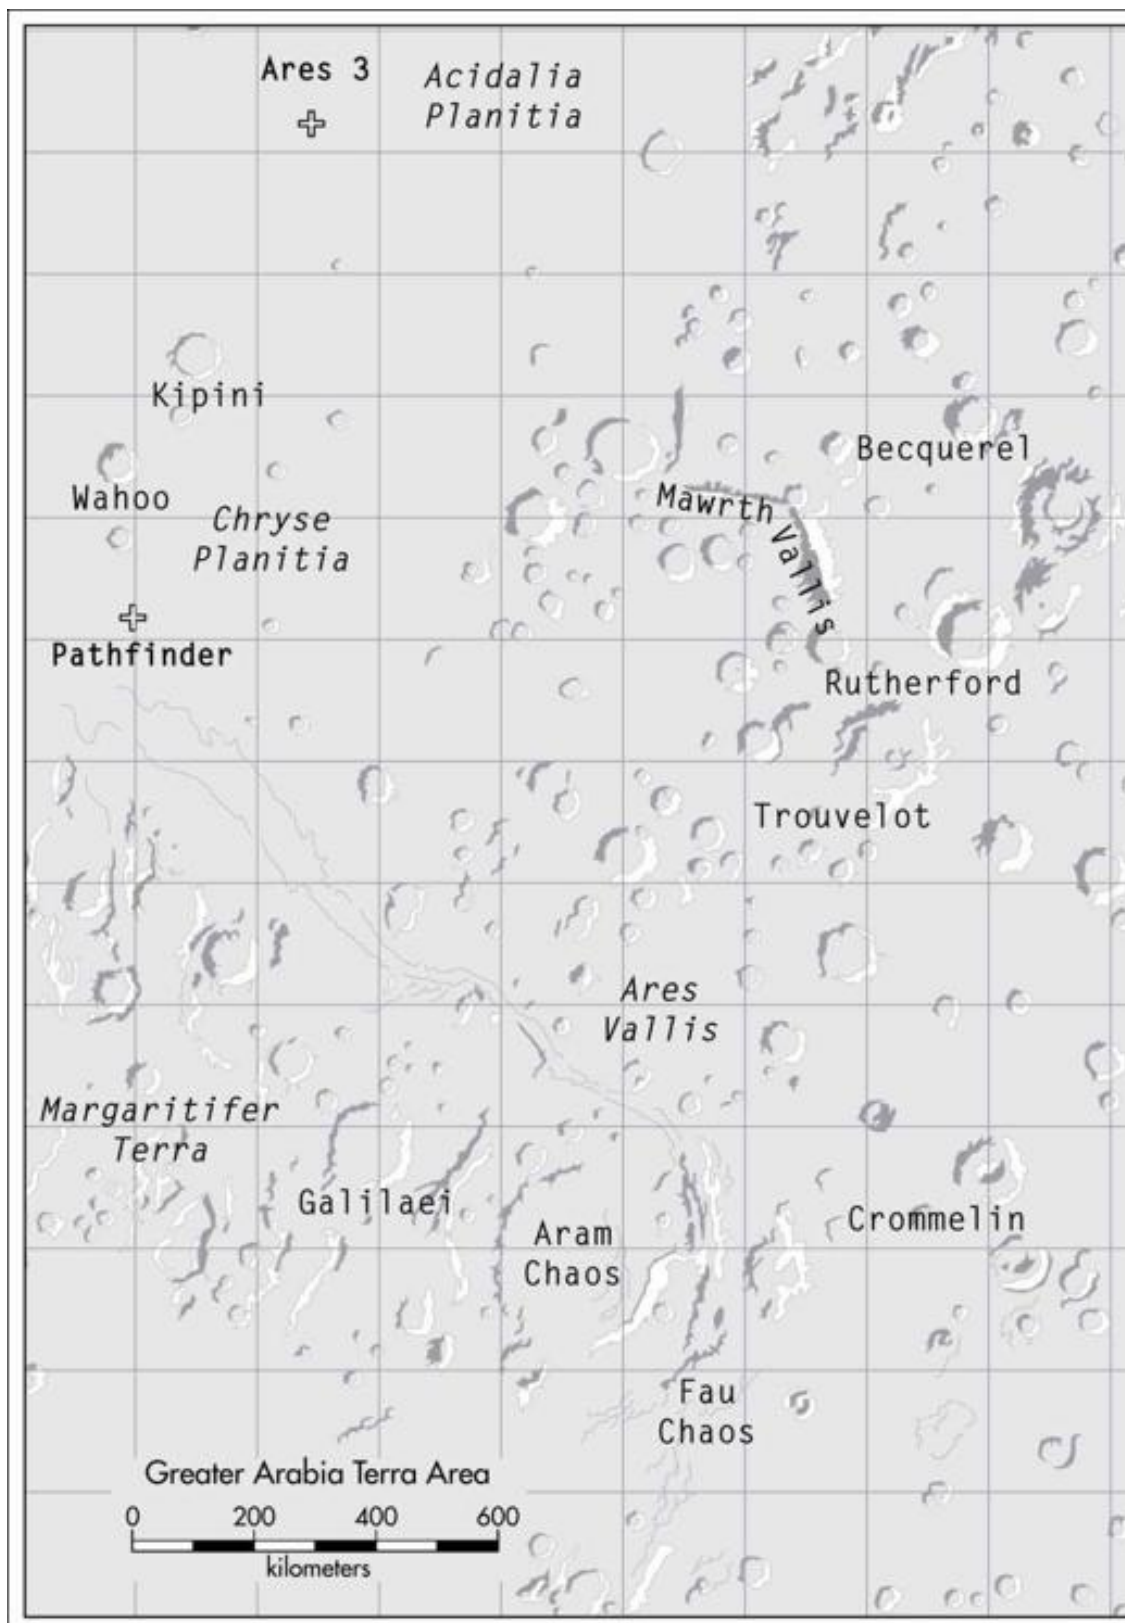 Ares 3
Acidalia
Planitia
Kipini
Becquerel
Wahoo
Mawrth Vallis
Chryse
Planitia
Pathfinder
Rutherford
Trouvelot
Ares
Vallis
Margaritifer
Terra
Galilaei
Crommelin
Aram
Chaos
Fau
Chaos
Greater Arabia Terra Area
0 200 400 600
kilometers